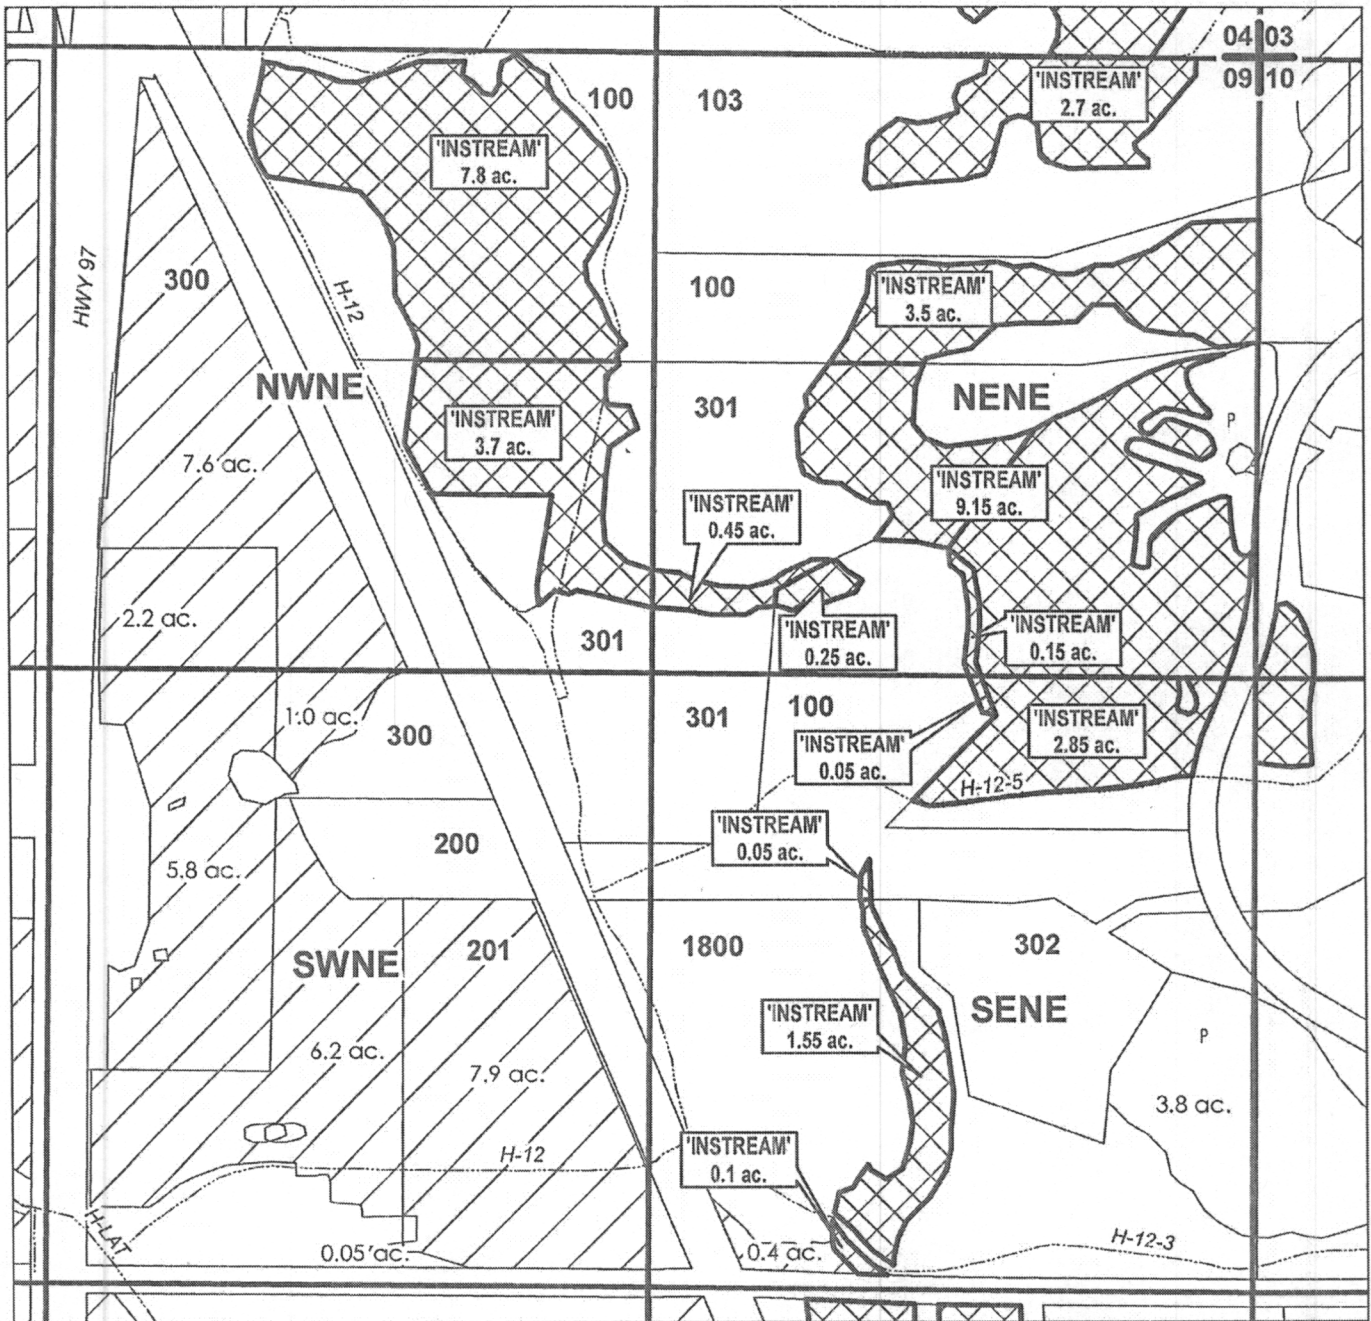 04 03
09 10
'INSTREAM'
2.7 ac.
100
103
'INSTREAM'
7.8 ac.
HWY 97
300
H-12
100
'INSTREAM'
3.5 ac.
NWNE
NENE
301
'INSTREAM'
3.7 ac.
P
7.6 ac.
'INSTREAM'
9.15 ac.
'INSTREAM'
0.45 ac.
2.2 ac.
301
'INSTREAM'
0.25 ac.
'INSTREAM'
0.15 ac.
1.0 ac.
300
301
100
'INSTREAM'
0.05 ac.
'INSTREAM'
2.85 ac.
H-12-5
200
'INSTREAM'
0.05 ac.
5.8 ac.
SWNE
201
1800
302
SENE
'INSTREAM'
1.55 ac.
P
6.2 ac.
7.9 ac.
3.8 ac.
H-12
'INSTREAM'
0.1 ac.
H-LAT
0.05 ac.
0.4 ac.
H-12-3